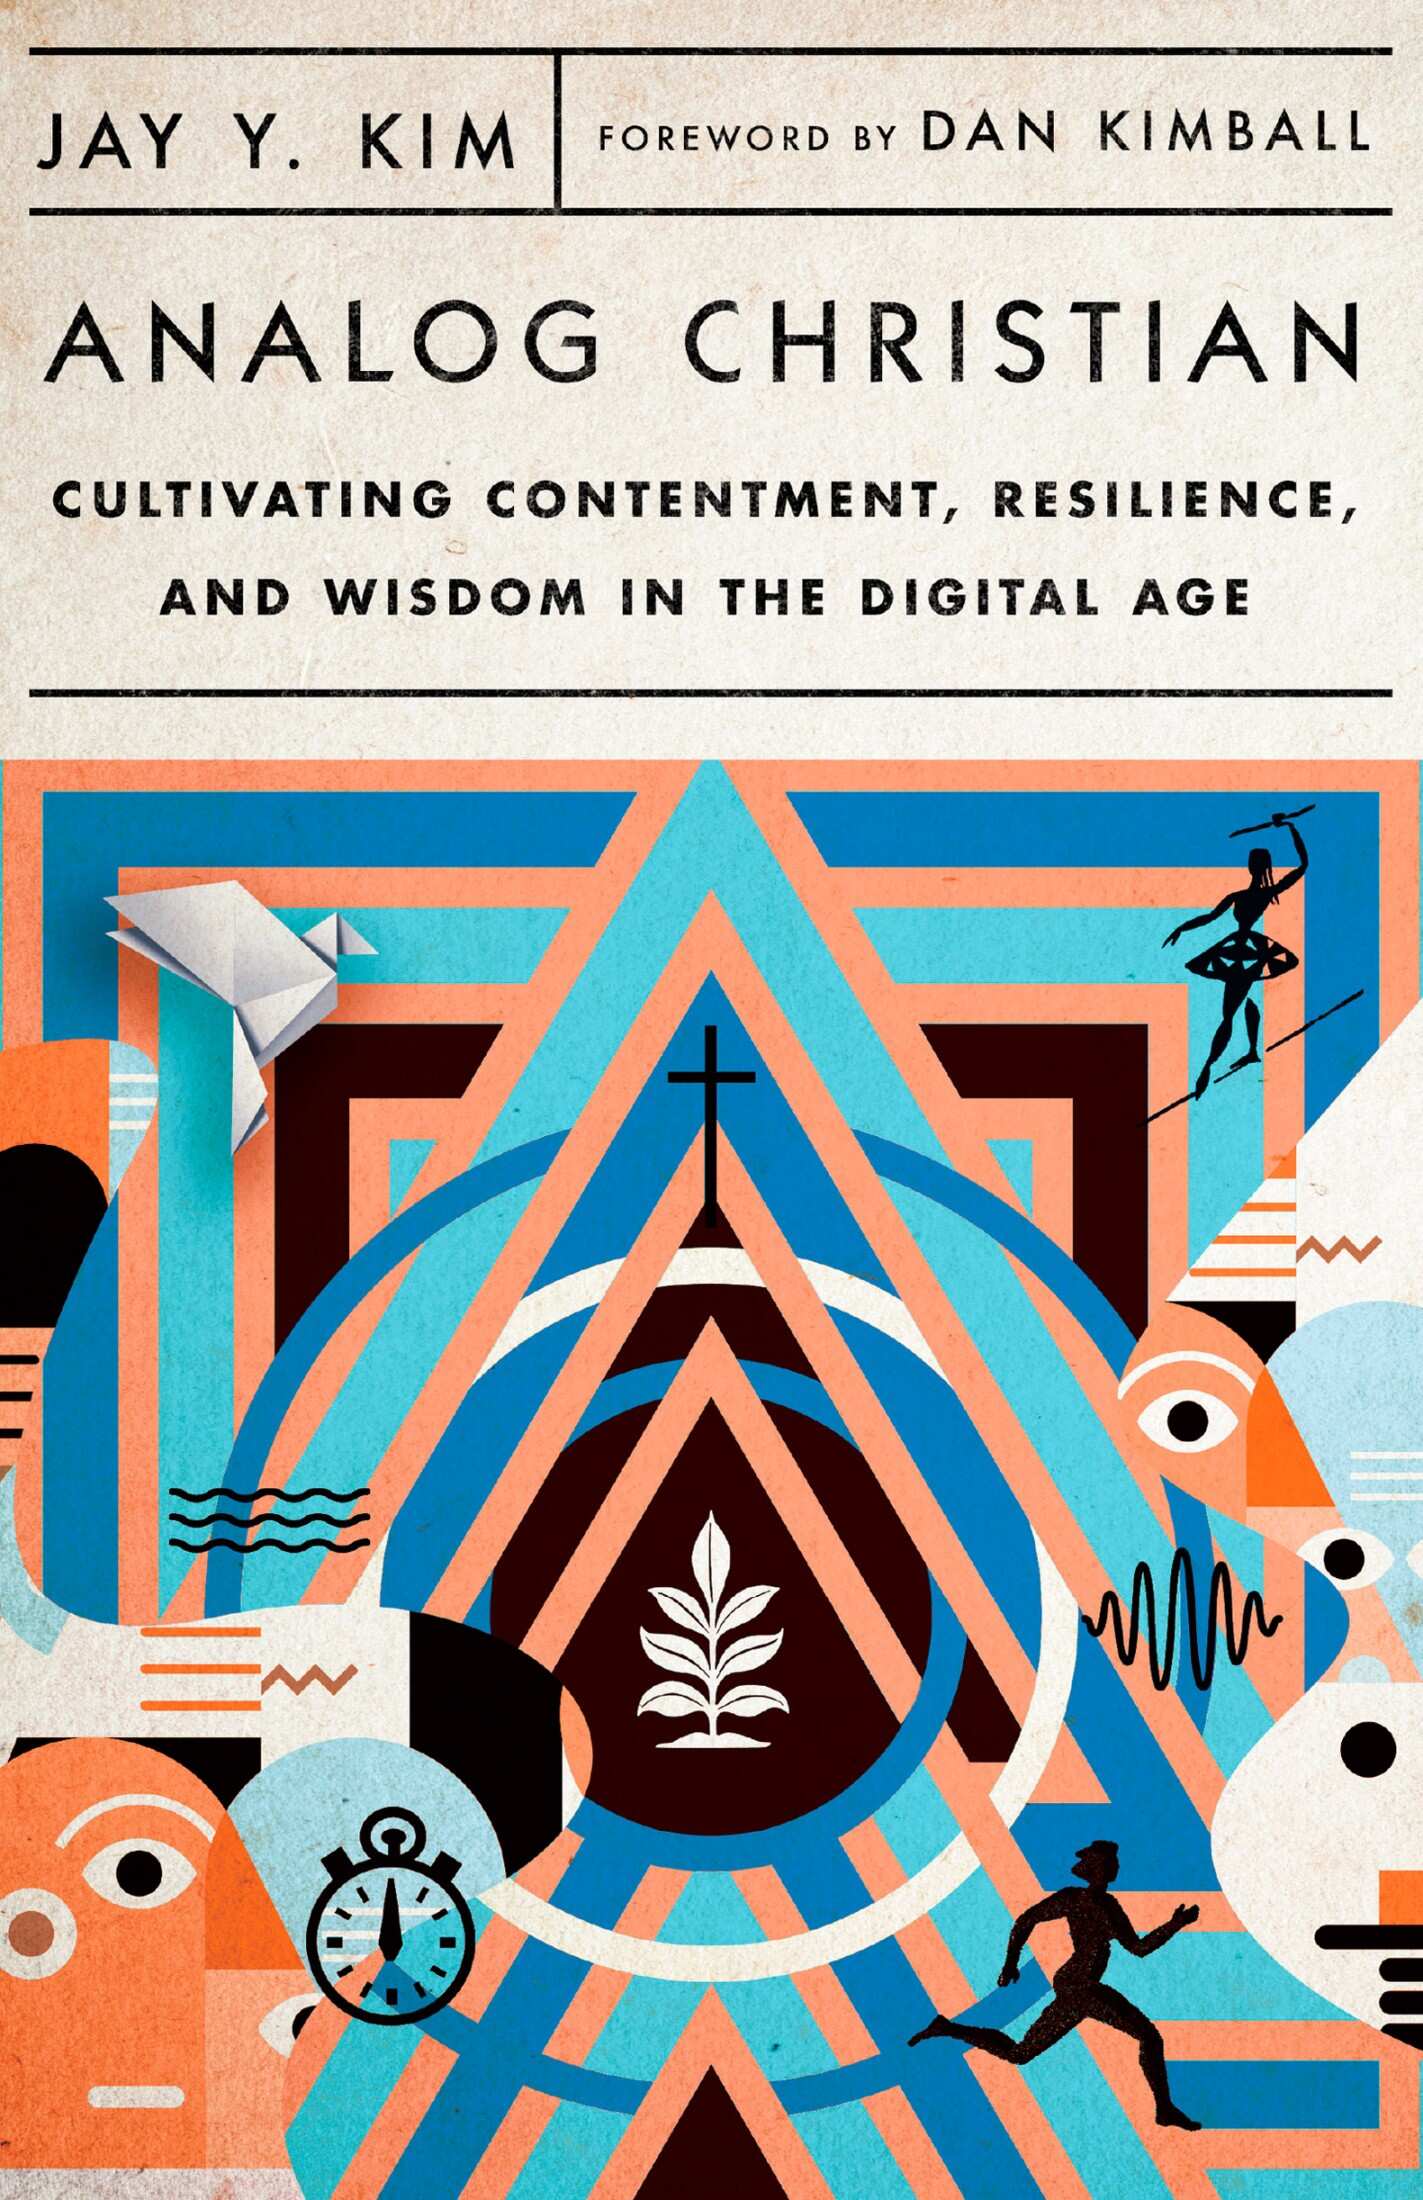 JAY Y. KIM
FOREWORD BY DAN KIMBALL
ANALOG CHRISTIAN
CULTIVATING CONTENTMENT, RESILIENCE,
AND WISDOM IN THE DIGITAL AGE